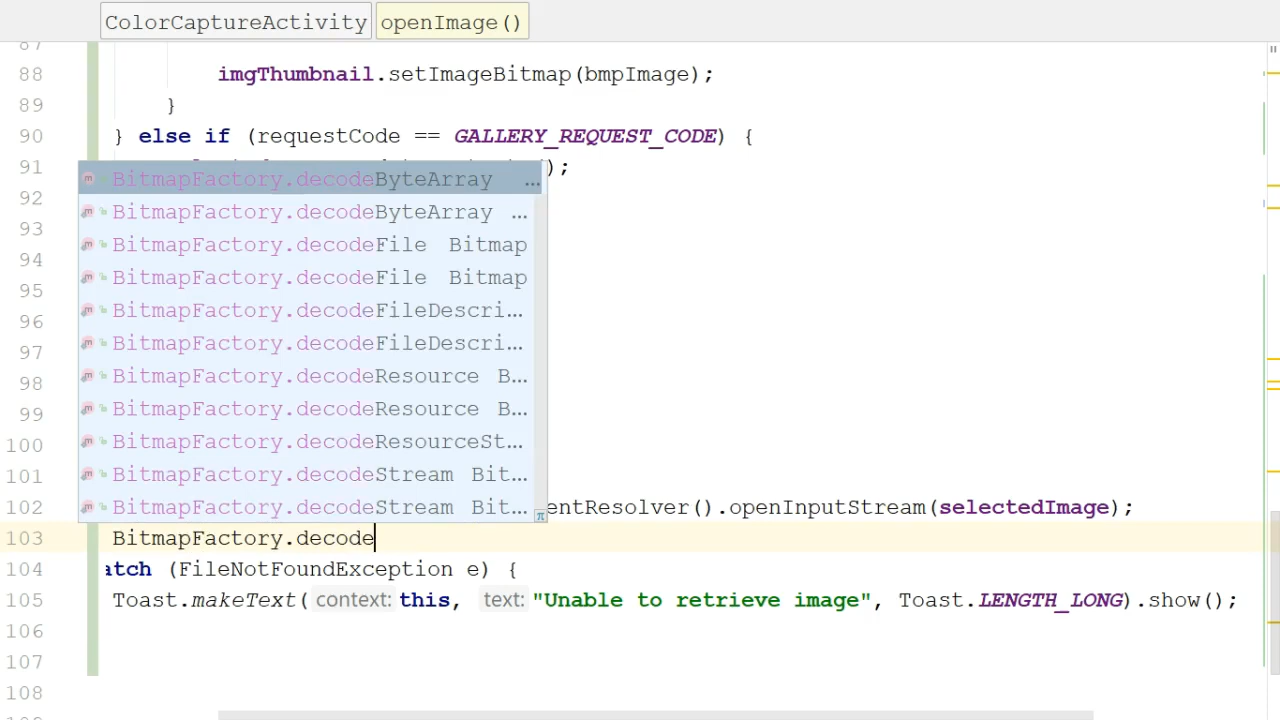 ColorCaptureActivity openImage()
87
88 imgThumbnail.setImageBitmap(bmpImage);
89 }
90 } else if (requestCode == GALLERY_REQUEST_CODE) {
91 );
92
93
94
95
96
97
98
99
100
101
102 entResolver().openInputStream(selectedImage);
103 BitmapFactory.decode
104 atch (FileNotFoundException e) {
105 Toast.makeText( context: this, text: "Unable to retrieve image", Toast.LENGTH_LONG).show();
106
107
108
BitmapFactory.decodeByteArray ...
BitmapFactory.decodeByteArray ...
BitmapFactory.decodeFile Bitmap
BitmapFactory.decodeFile Bitmap
BitmapFactory.decodeFileDescri...
BitmapFactory.decodeFileDescri...
BitmapFactory.decodeResource B...
BitmapFactory.decodeResource B...
BitmapFactory.decodeResourceSt...
BitmapFactory.decodeStream Bit...
BitmapFactory.decodeStream Bit...
π